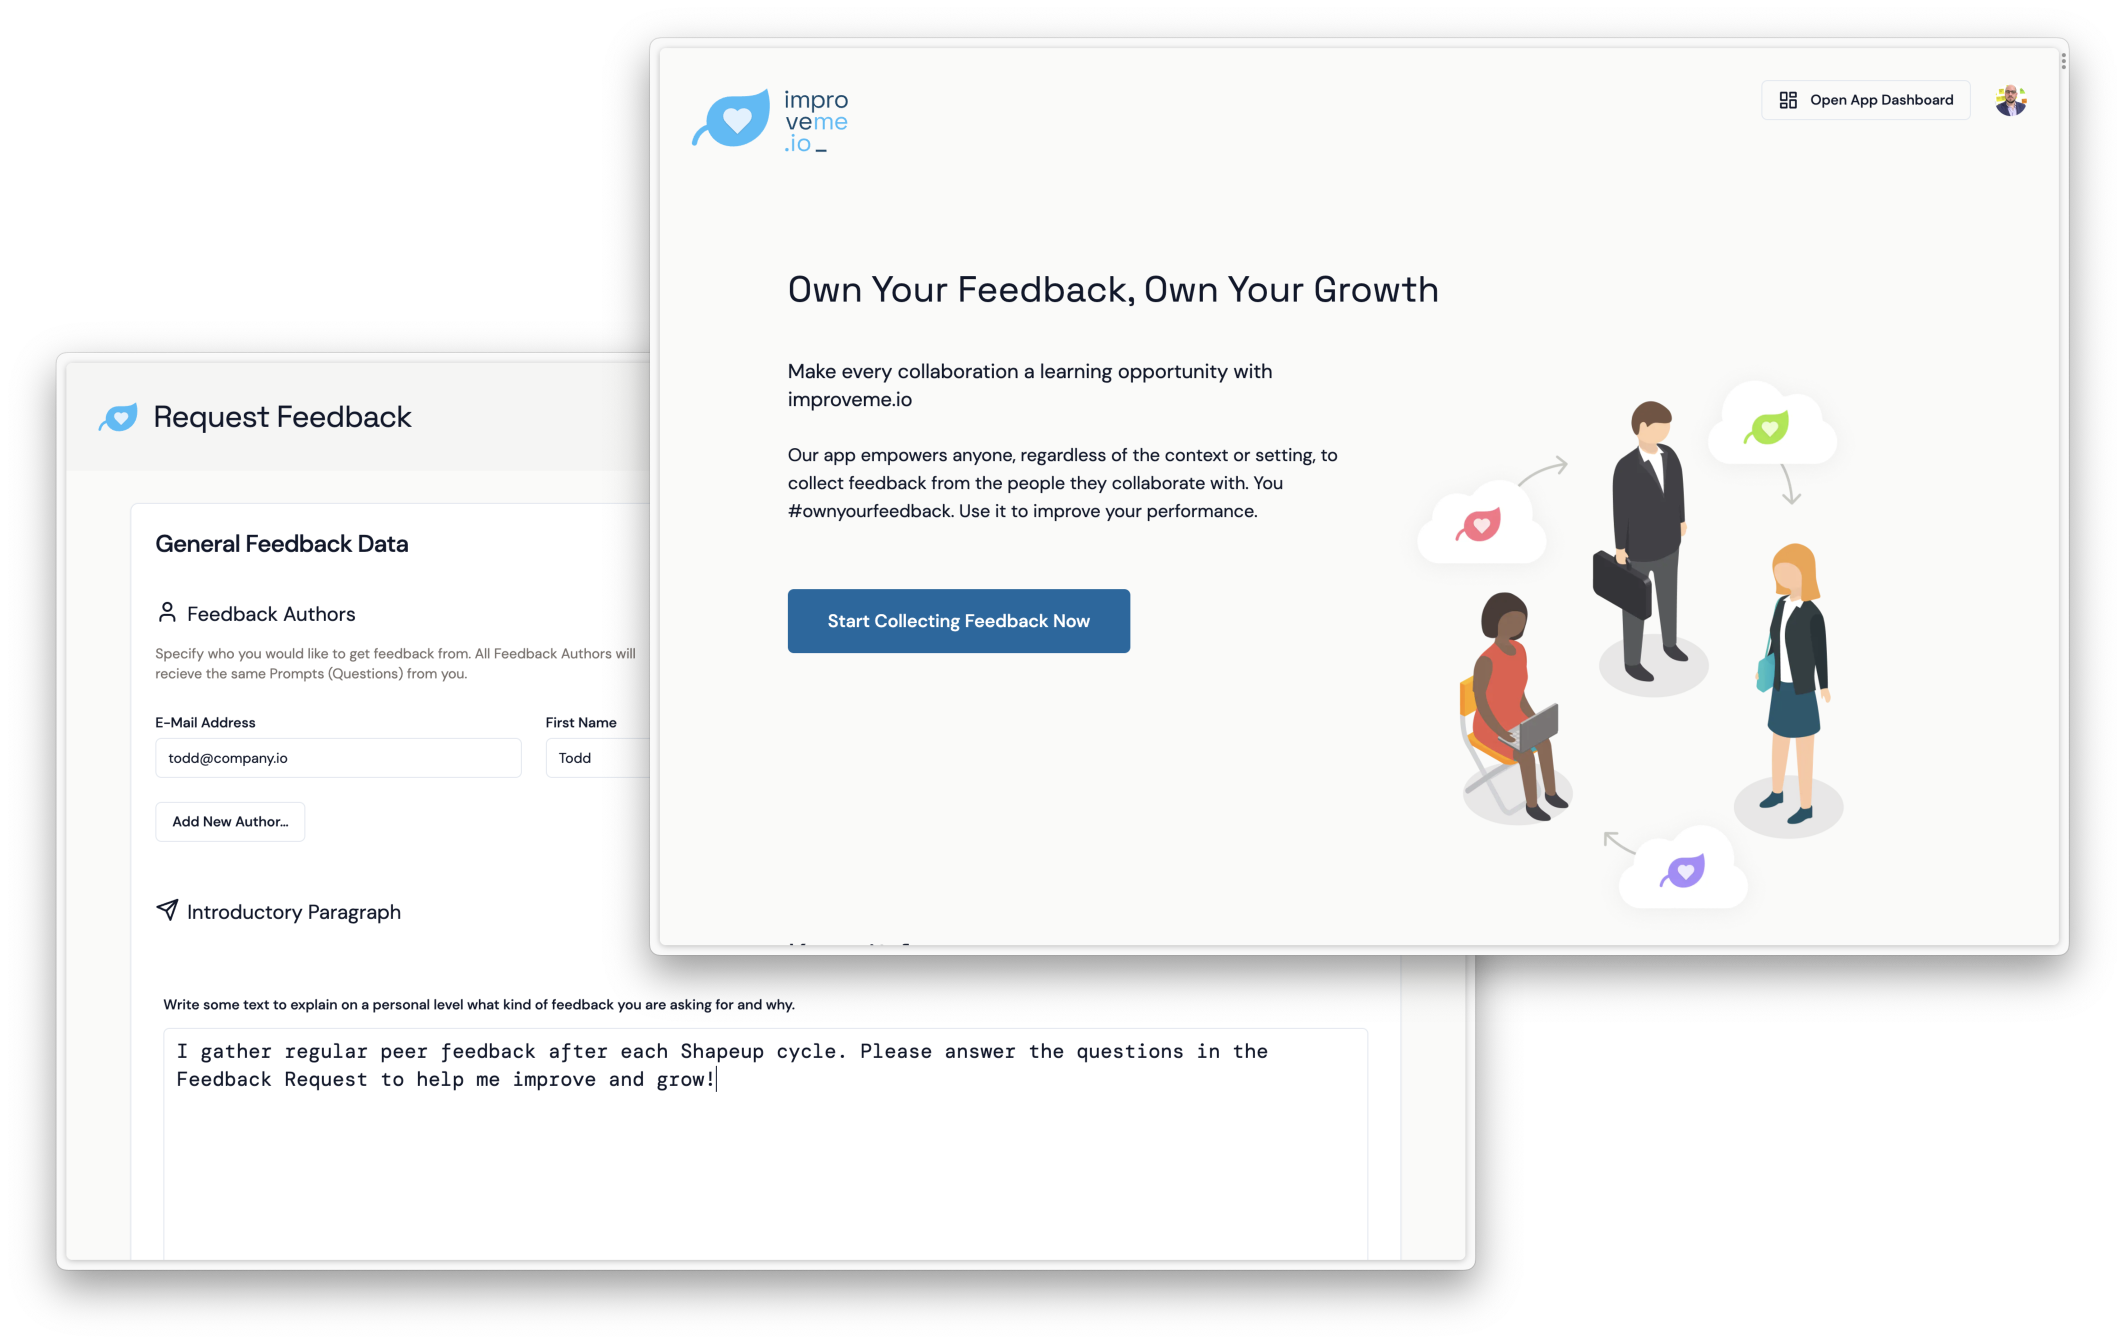 impro
veme
.io _
Open App Dashboard
Own Your Feedback, Own Your Growth
Make every collaboration a learning opportunity with
improveme.io
Our app empowers anyone, regardless of the context or setting, to
collect feedback from the people they collaborate with. You
#ownyourfeedback. Use it to improve your performance.
Start Collecting Feedback Now
Request Feedback
General Feedback Data
Feedback Authors
Specify who you would like to get feedback from. All Feedback Authors will
recieve the same Prompts (Questions) from you.
E-Mail Address
First Name
todd@company.io
Todd
Add New Author...
Introductory Paragraph
Write some text to explain on a personal level what kind of feedback you are asking for and why.
I gather regular peer feedback after each Shapeup cycle. Please answer the questions in the
Feedback Request to help me improve and grow!